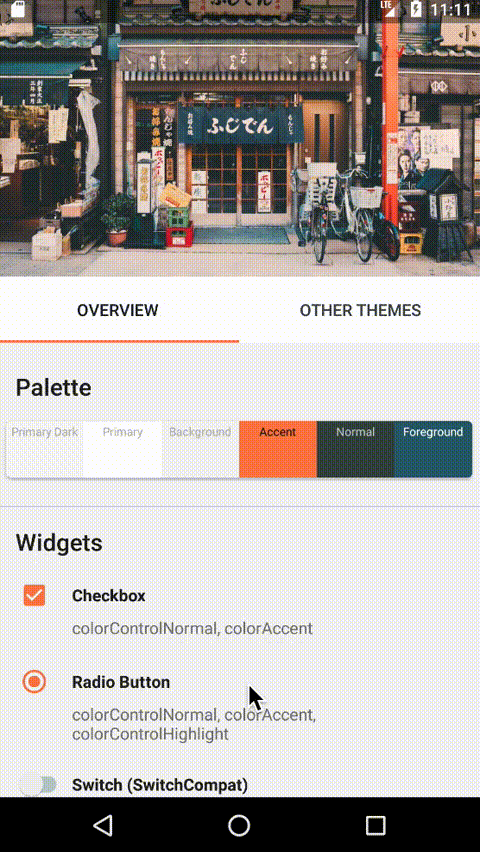 LTE 11:11
ふじでん
OVERVIEW OTHER THEMES
Palette
Primary Dark Primary Background Accent Normal Foreground
Widgets
Checkbox
colorControlNormal, colorAccent
Radio Button
colorControlNormal, colorAccent,
colorControlHighlight
Switch (SwitchCompat)